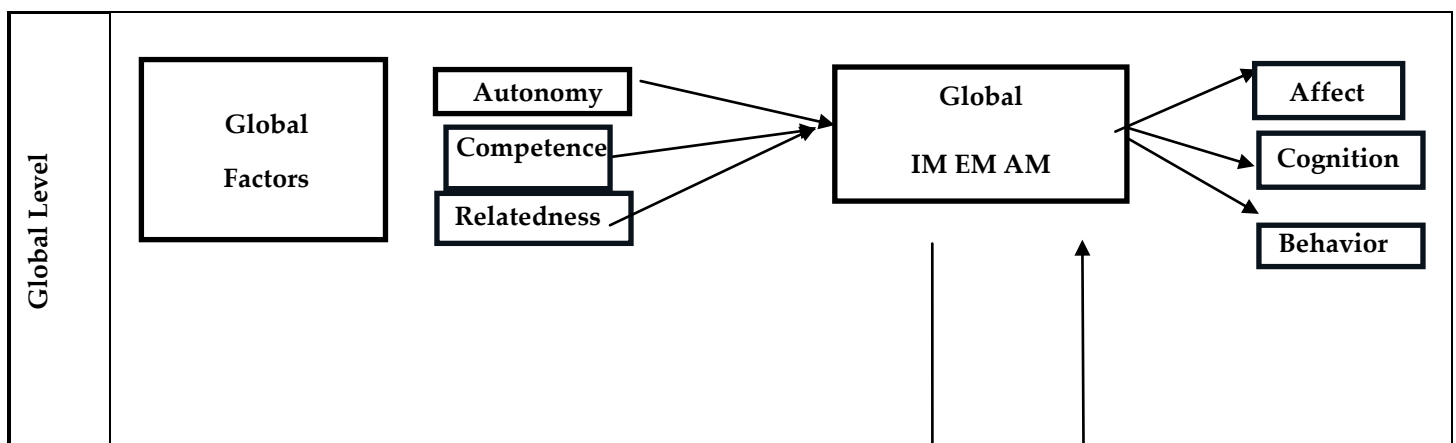 Global Level
Global
Factors
Autonomy
Competence
Relatedness
Global
IM EM AM
Affect
Cognition
Behavior